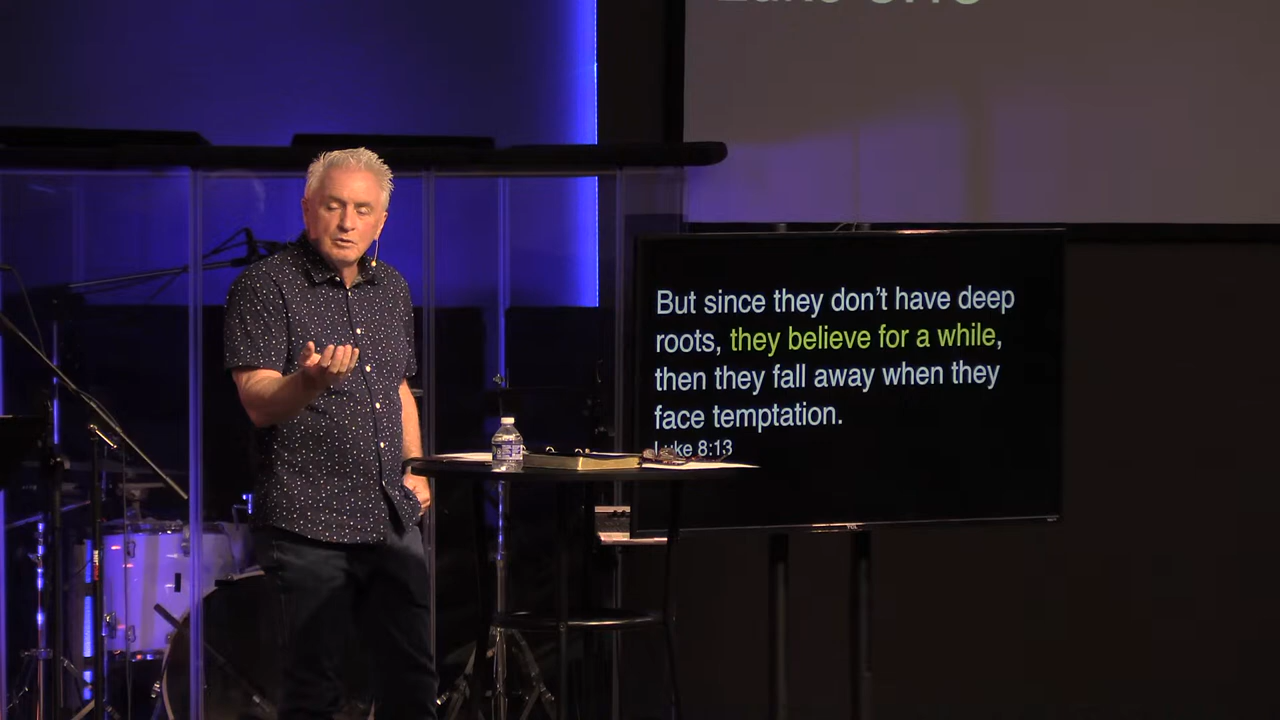 But since they don't have deep
roots, they believe for a while,
then they fall away when they
face temptation.
Luke 8:13
TCL